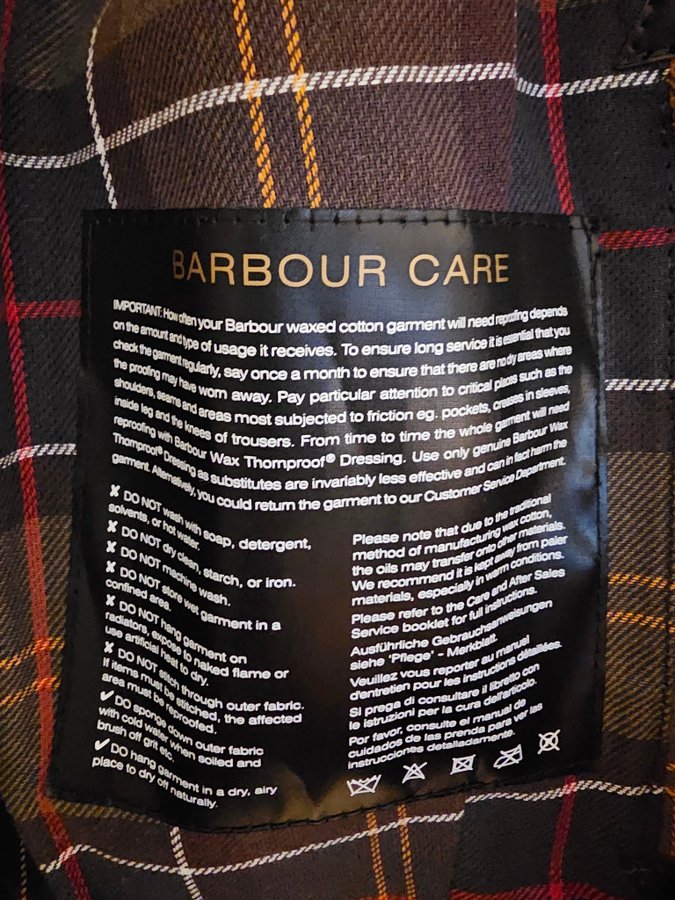 BARBOUR CARE
IMPORTANT: How often your Barbour waxed cotton garment will need reproofing depends
on the amount and type of usage it receives. To ensure long service it is essential that you
check the garment regularly, say once a month to ensure that there are no dry areas where
the proofing may have worn away. Pay particular attention to critical places such as the
shoulders, seams and areas most subjected to friction eg. pockets, creases in sleeves,
inside leg and the knees of trousers. From time to time the whole garment will need
reproofing with Barbour Wax Thornproof® Dressing. Use only genuine Barbour Wax
Thornproof® Dressing as substitutes are invariably less effective and can in fact harm the
garment. Alternatively, you could return the garment to our Customer Service Department.
✘ DO NOT wash with soap, detergent,
solvents, or hot water.
✘ DO NOT dry clean, starch, or iron.
✘ DO NOT machine wash.
✘ DO NOT store wet garment in a
confined area.
✘ DO NOT hang garment on
radiators, expose to naked flame or
use artificial heat to dry.
✘ DO NOT stitch through outer fabric.
If items must be stitched, the affected
area must be reproofed.
✔ DO sponge down outer fabric
with cold water when soiled and
brush off grit etc.
✔ DO hang garment in a dry, airy
place to dry off naturally.
Please note that due to the traditional
method of manufacturing wax cotton,
the oils may transfer onto other materials.
We recommend it is kept away from paler
materials, especially in warm conditions.
Please refer to the Care and After Sales
Service booklet for full instructions.
Ausführliche Gebrauchsanweisungen
siehe 'Pflege' - Merkblatt.
Veuillez vous reporter au manuel
d'entretien pour les instructions détaillées.
Si prega di consultare il libretto con
le istruzioni per la cura dell'articolo.
Por favor, consulte el manual de
cuidados de las prenda para ver las
instrucciones detalladamente.